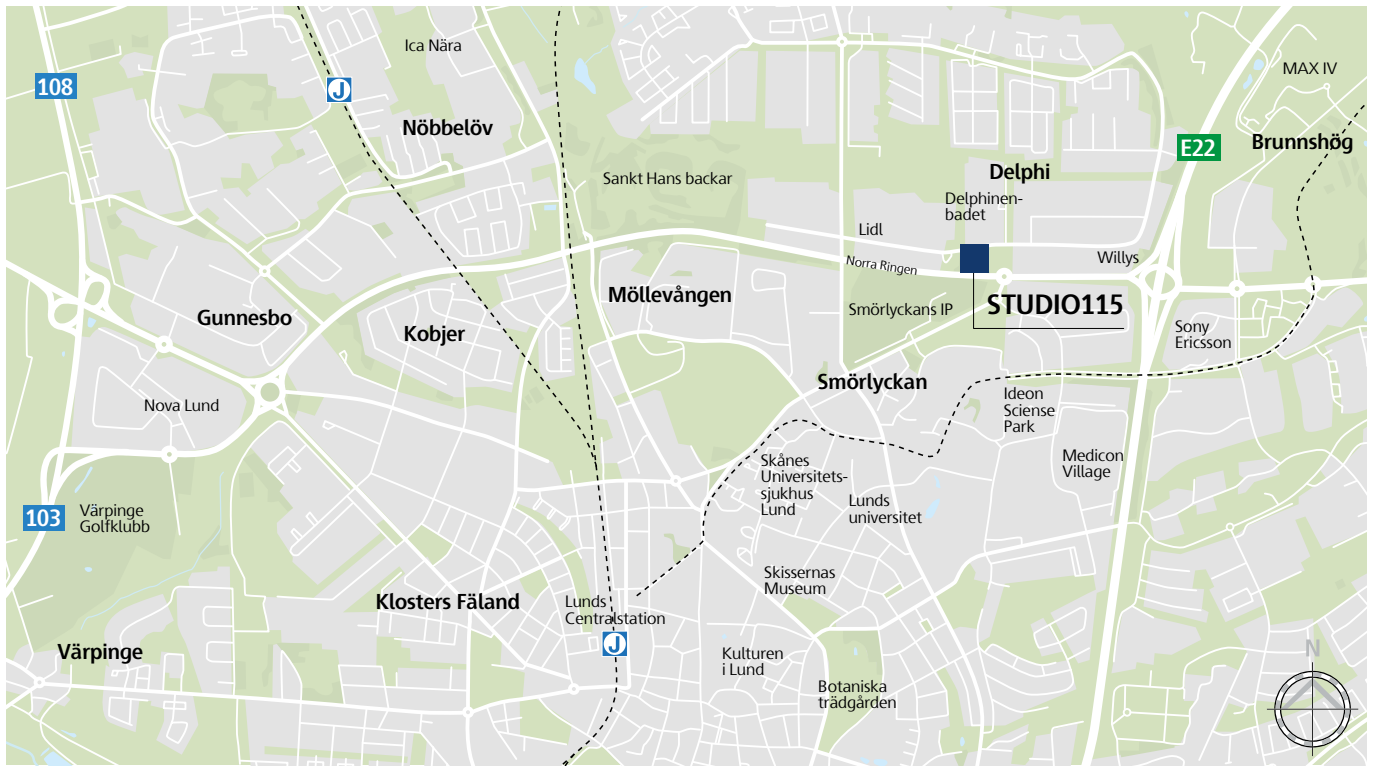 Ica Nära
MAX IV
108
J
Nöbbelöv
Brunnshög
E22
Delphi
Sankt Hans backar
Delphinen-
badet
Lidl
Willys
Norra Ringen
Möllevången
STUDIO115
Smörlyckans IP
Gunnesbo
Kobjer
Sony
Ericsson
Smörlyckan
Nova Lund
Ideon
Sciense
Park
Medicon
Village
Skånes
Universitets-
sjukhus
Lund
Lunds
universitet
103
Värpinge
Golfklubb
Skissernas
Museum
Klosters Fäland
Lunds
Centralstation
J
Värpinge
Kulturen
i Lund
N
Botaniska
trädgården